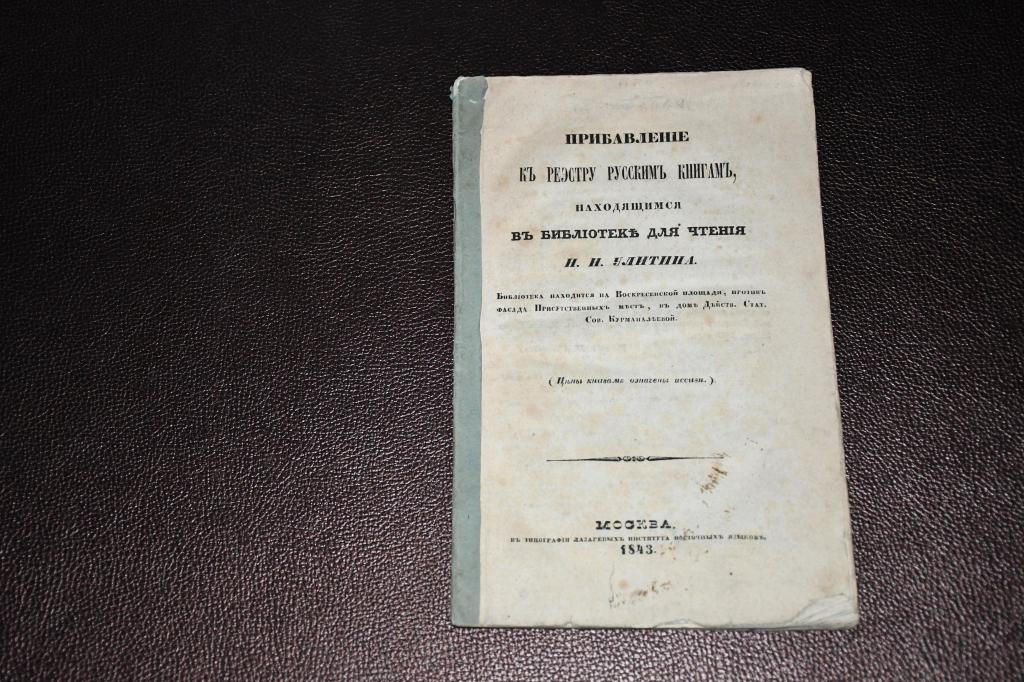 ПРИБАВЛЕНІЕ
КЪ РЕЭСТРУ РУССКИМЪ КНИГАМЪ,
НАХОДЯЩИМСЯ
ВЪ БИБЛІОТЕКѢ ДЛЯ ЧТЕНІЯ
И. И. УЛИТИНА.
Библіотека находится на Воскресенской площади, противъ
фасада Присутственныхъ мѣстъ, въ домѣ Дѣйств. Стат.
Сов. Курманалѣевой.
(Цѣны книгамъ означены ассигн.)
МОСКВА.
ВЪ ТИПОГРАФІИ ЛАЗАРЕВЫХЪ ИНСТИТУТА ВОСТОЧНЫХЪ ЯЗЫКОВЪ,
1843.